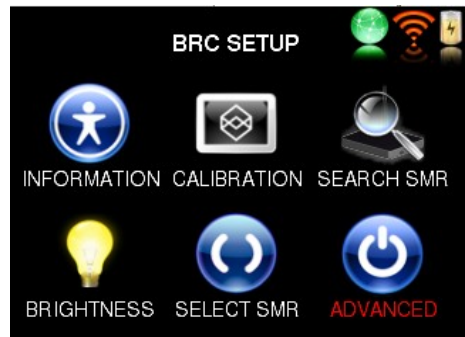 BRC SETUP
INFORMATION CALIBRATION SEARCH SMR
BRIGHTNESS SELECT SMR ADVANCED